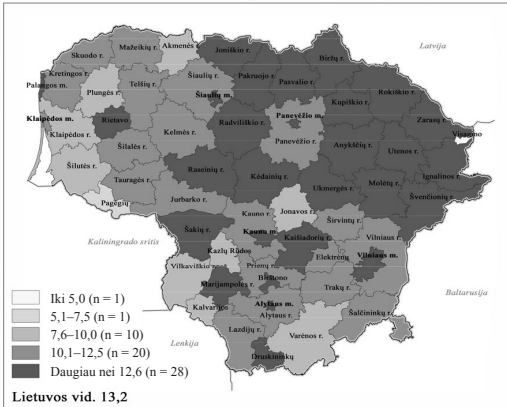 Akmenės r.
Mažeikių r.
Skuodo r.
Joniškio r.
Biržų r.
Latvija
Kretingos r.
Palangos m.
Plungės r.
Telšių r.
Šiaulių r.
Šiaulių m.
Pakruojo r.
Pasvalio r.
Rokiškio r.
Kupiškio r.
Klaipėdos m.
Rietavo
Radviliškio r.
Panevėžio m.
Panevėžio r.
Zarasų r.
Visagino
Klaipėdos r.
Kelmės r.
Šilalės r.
Anykščių r.
Utenos r.
Šilutės r.
Tauragės r.
Raseinių r.
Kėdainių r.
Ukmergės r.
Molėtų r.
Ignalinos r.
Švenčionių r.
Pagėgių
Jurbarko r.
Jonavos r.
Kauno r.
Kauno m.
Širvintų r.
Kaliningrado sritis
Šakių r.
Kaišiadorių r.
Vilniaus r.
Vilniaus m.
Kazlų Rūdos
Elektrėnų
Vilkaviškio r.
Prienų r.
Birštono
Marijampolės r.
Trakų r.
Baltarusija
Kalvarijos
Alytaus m.
Alytaus r.
Šalčininkų r.
Lazdijų r.
Varėnos r.
Lenkija
Druskininkų
Iki 5,0 (n = 1)
5,1–7,5 (n = 1)
7,6–10,0 (n = 10)
10,1–12,5 (n = 20)
Daugiau nei 12,6 (n = 28)
Lietuvos vid. 13,2